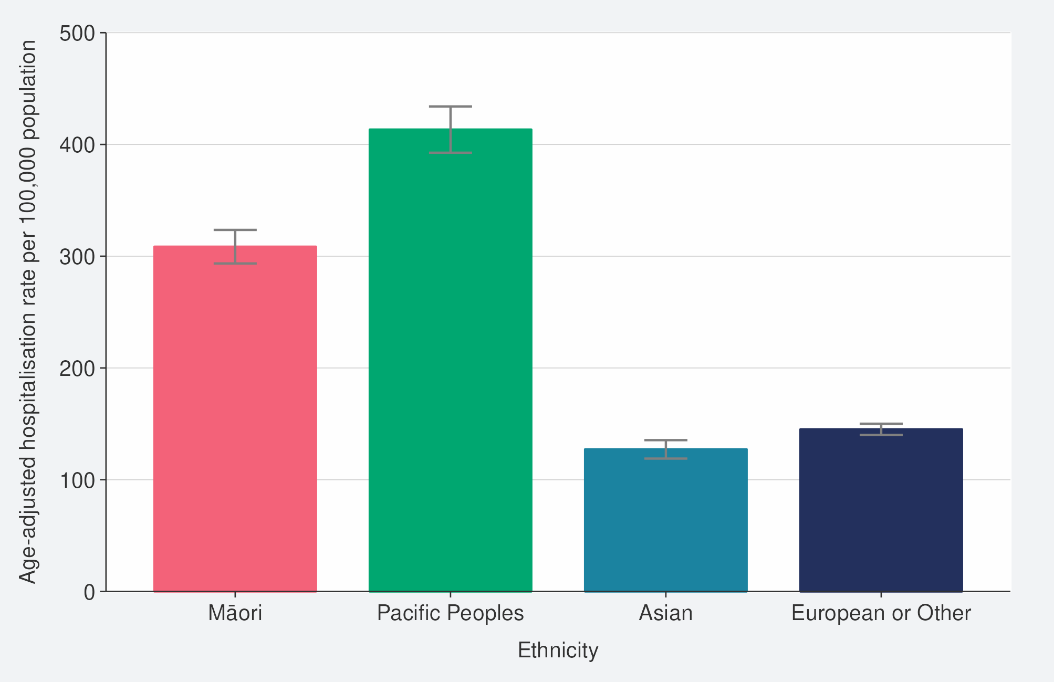 Age-adjusted hospitalisation rate per 100,000 population
500
400
300
200
100
0
Māori
Pacific Peoples
Asian
European or Other
Ethnicity